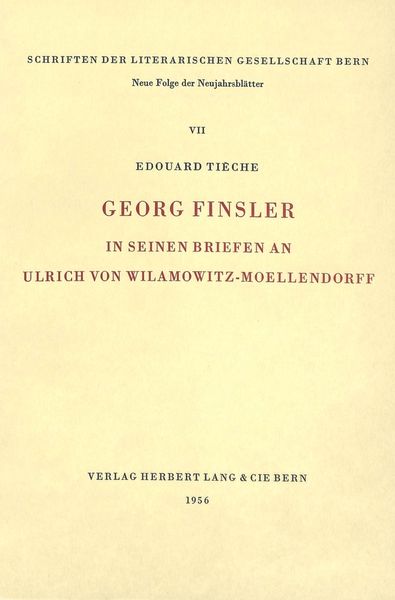 SCHRIFTEN DER LITERARISCHEN GESELLSCHAFT BERN
Neue Folge der Neujahrsblätter
VII
EDOUARD TIÈCHE
GEORG FINSLER
IN SEINEN BRIEFEN AN
ULRICH VON WILAMOWITZ-MOELLENDORFF
VERLAG HERBERT LANG & CIE BERN
1956